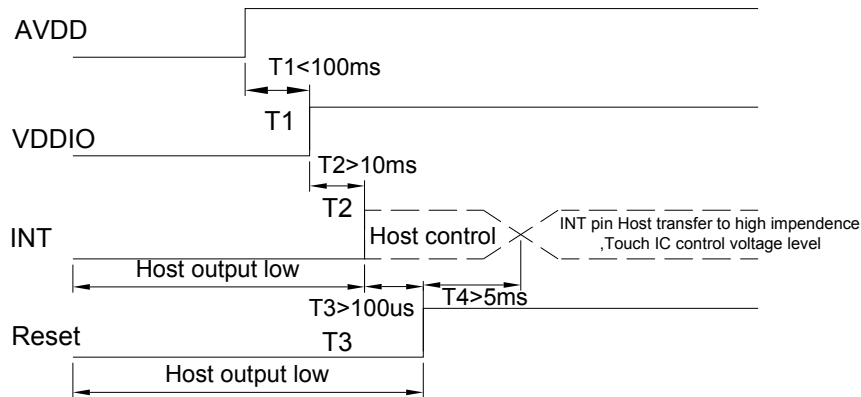 AVDD
T1<100ms
T1
VDDIO
T2>10ms
T2
INT
Host control
INT pin Host transfer to high impendence
,Touch IC control voltage level
Host output low
T3>100us
T4>5ms
Reset
T3
Host output low